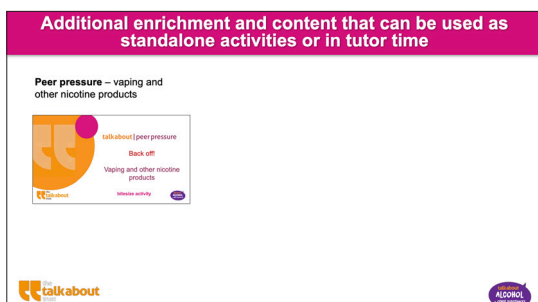 Additional enrichment and content that can be used as
standalone activities or in tutor time
Peer pressure – vaping and
other nicotine products
talkabout | peer pressure
Back off!
Vaping and other nicotine
products
bitesize activity
the
talkabout
trust
the
talkabout
trust
talkabout
ALCOHOL